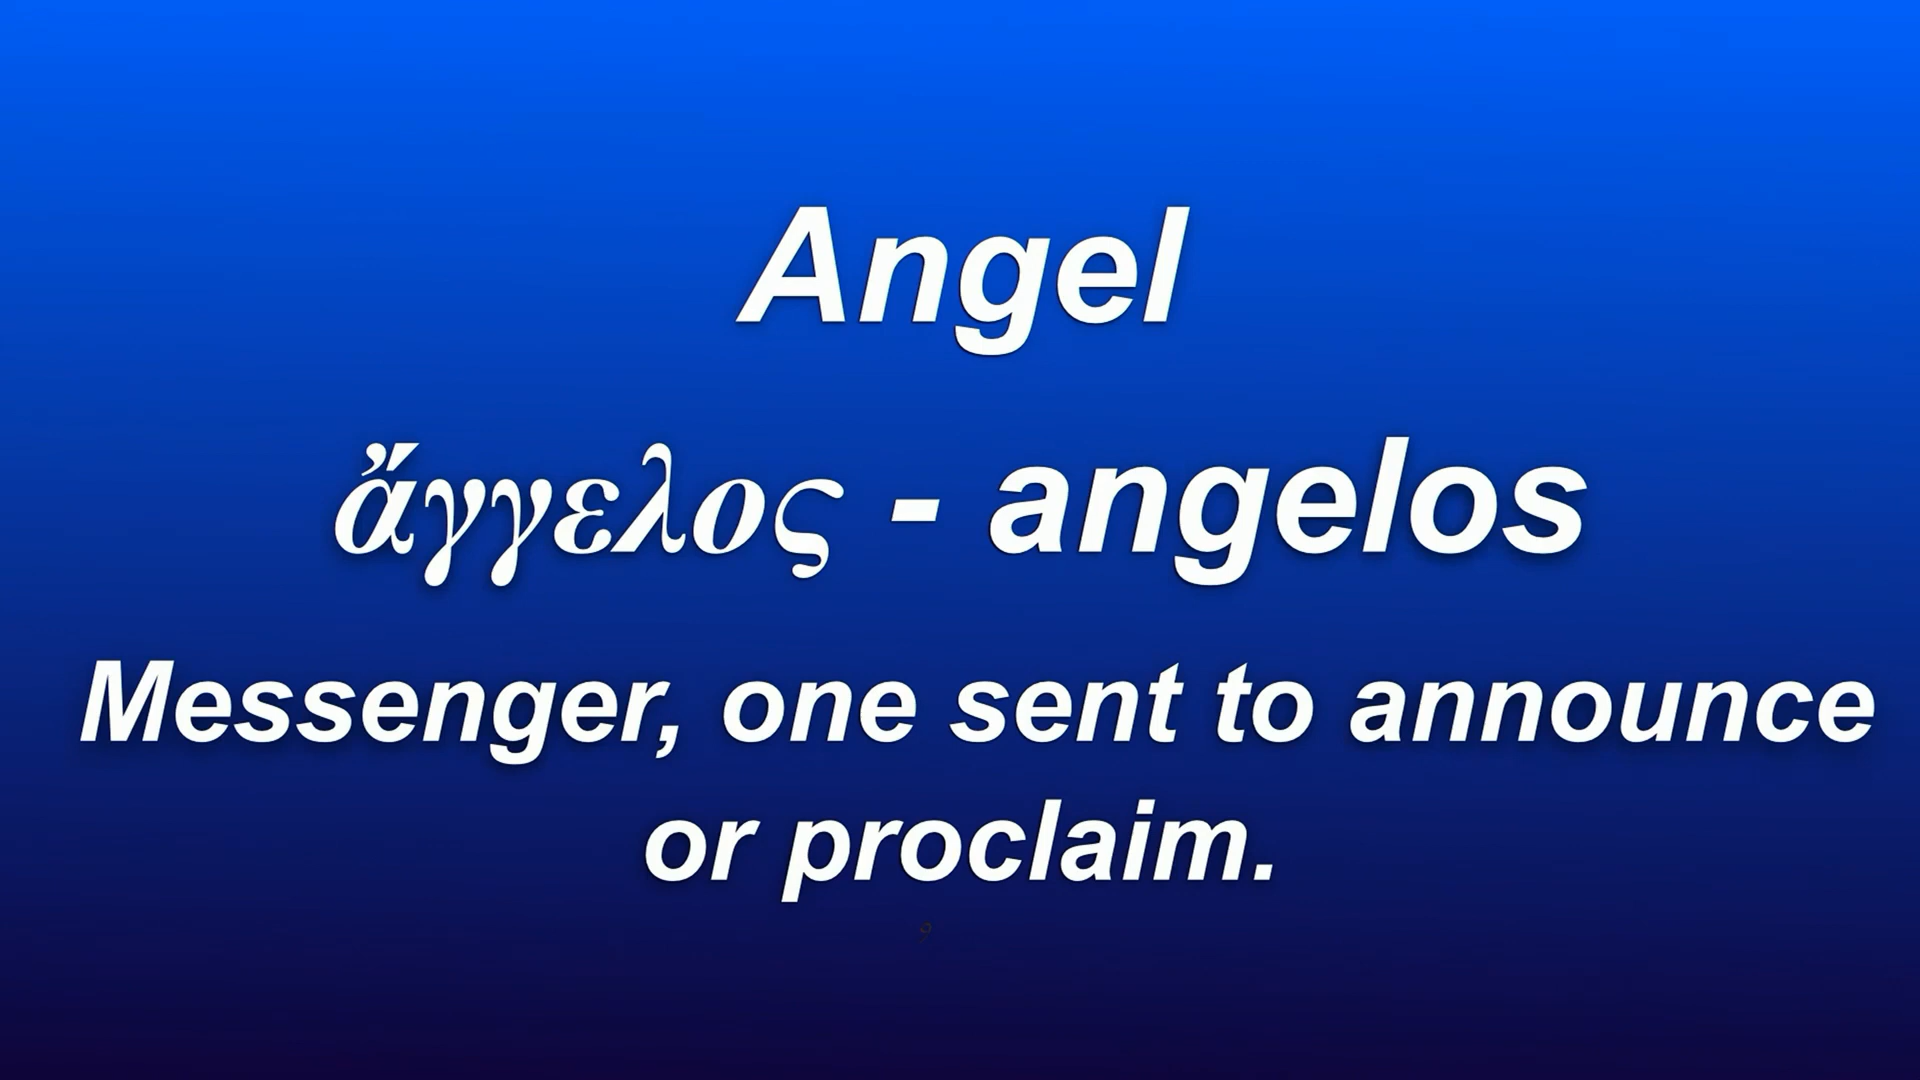 Angel
ἄγγελος - angelos
Messenger, one sent to announce
or proclaim.